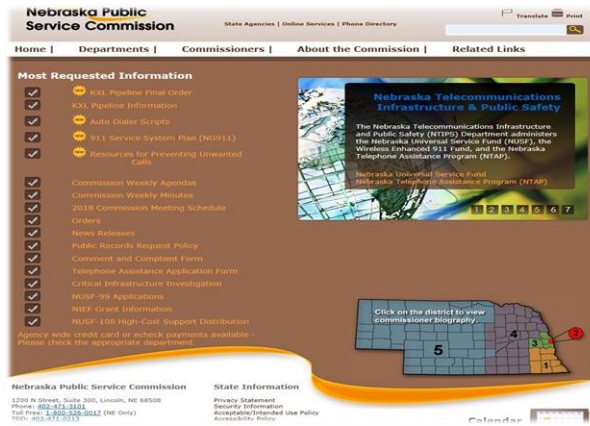 Nebraska Public
Service Commission
State Agencies | Online Services | Phone Directory
Translate Print
Home |
Departments |
Commissioners |
About the Commission |
Related Links
Most Requested Information
NEW KXL Pipeline Final
Order
KXL Pipeline Information
NEW Auto Dialer Scripts
NEW 911 Service System Plan (NG911)
NEW Resources for Preventing Unwanted
Calls
Commission Weekly Agendas
Commission Weekly Minutes
2018 Commission Meeting Schedule
Orders
News Releases
Public Records Request
Policy
Comment and Complaint Form
Telephone Assistance Application Form
Critical Infrastructure
Investigation
NUSF-99 Applications
NIEF Grant Information
NUSF-108 High-Cost
Support Distribution
Agency wide credit card or echeck payments available -
Please check the appropriate department
Nebraska Telecommunications
Infrastructure & Public Safety
The Nebraska Telecommunications Infrastructure
and Public Safety (NTIPS) Department administers
the Nebraska Universal Service Fund (NUSF), the
Wireless Enhanced 911 Fund, and the Nebraska
Telephone Assistance Program (NTAP).
Nebraska Universal Service Fund
Nebraska Telephone Assistance Program (NTAP)
1 2 3 4 5 6 7
Click on the district to view
commissioner biography.
5
4
3
2
1
Nebraska Public Service Commission
1200 N Street, Suite 300, Lincoln, NE 68508
Phone: 402-471-3101
Toll Free: 1-800-526-0017 (NE Only)
TDD: 402-471-0213
State Information
Privacy Statement
Security Information
Acceptable/Intended Use Policy
Accessibility Policy
Calendar